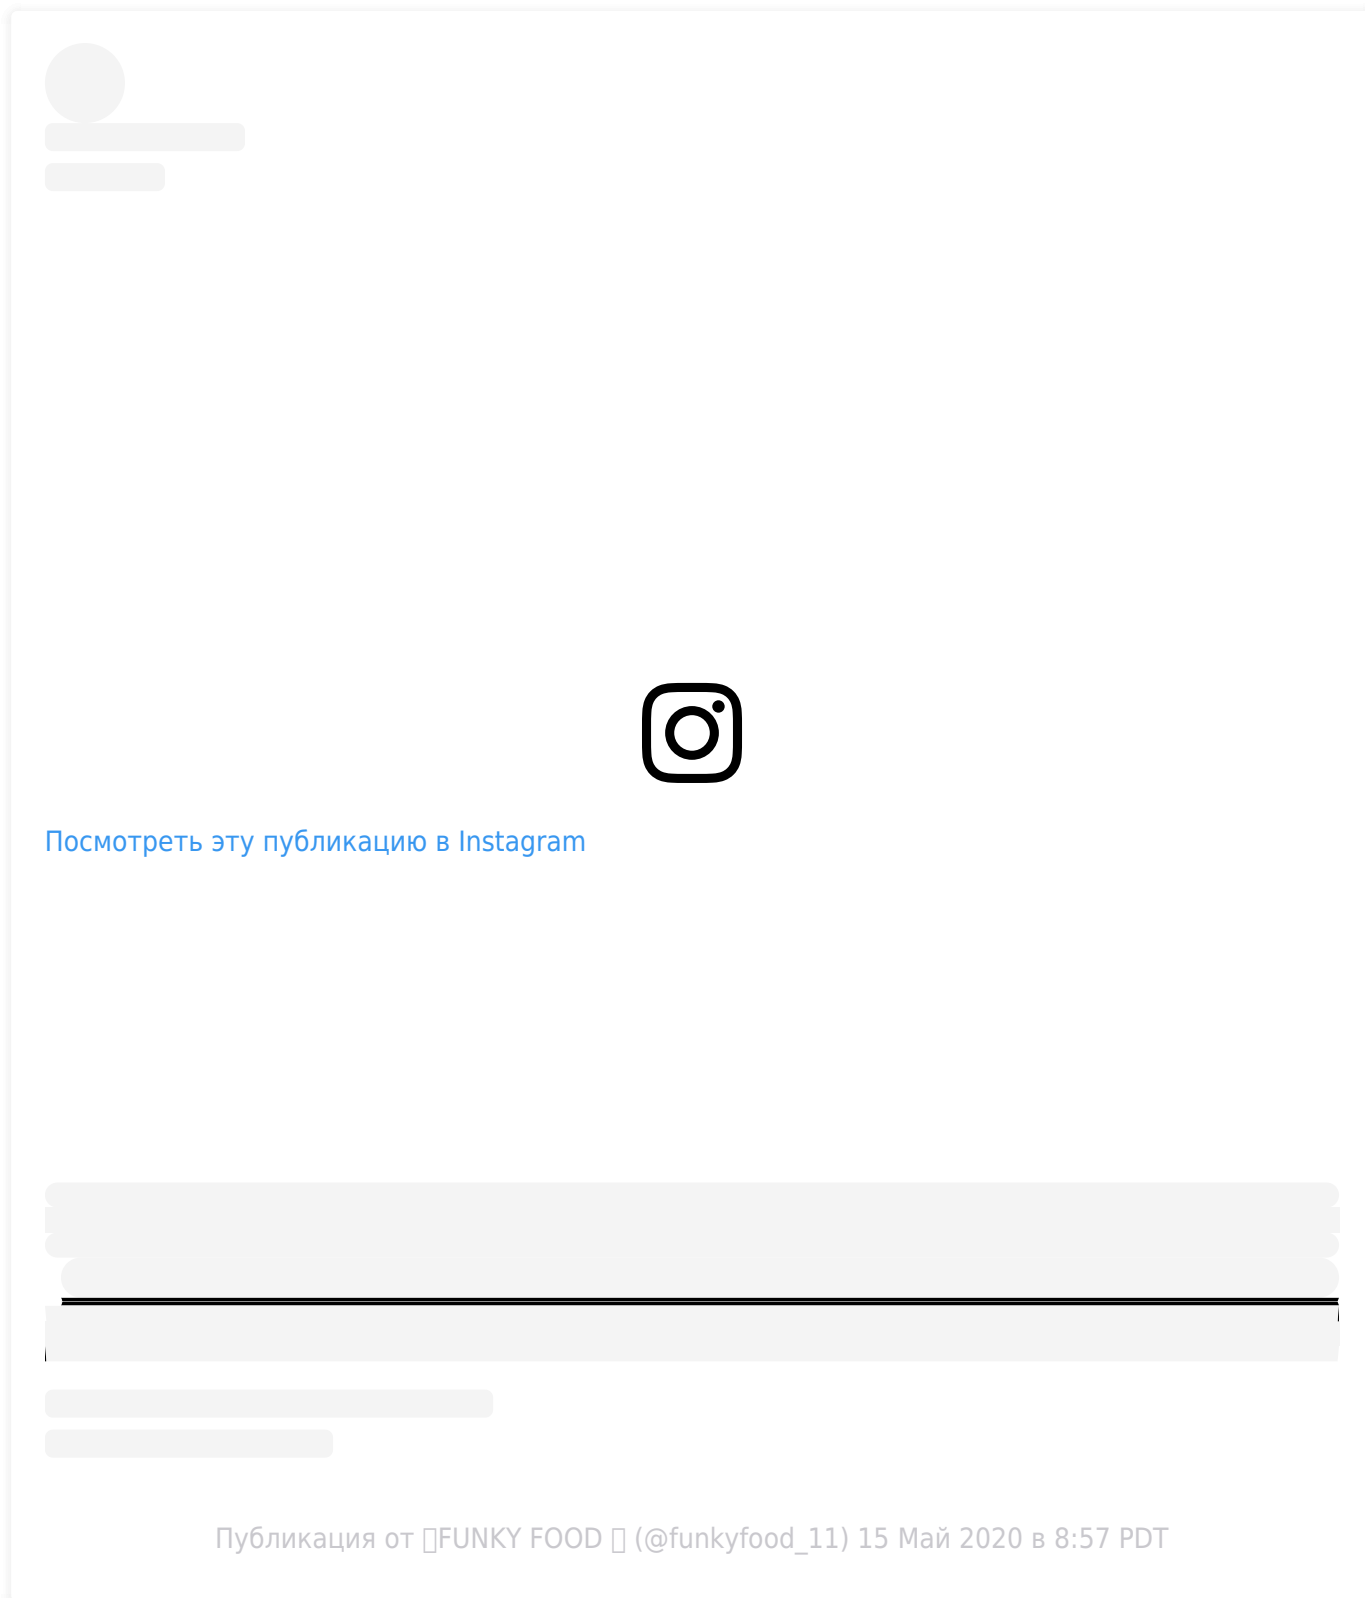 Посмотреть эту публикацию в Instagram
Публикация от FUNKY FOOD (@funkyfood_11) 15 Май 2020 в 8:57 PDT